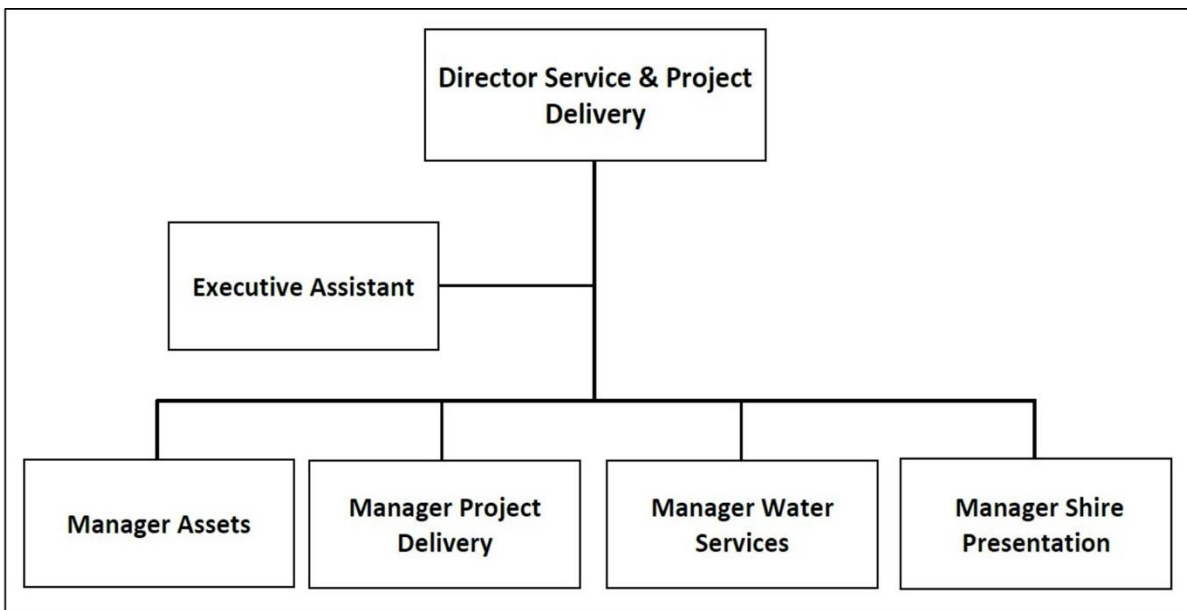 Director Service & Project
Delivery
Executive Assistant
Manager Assets
Manager Project
Delivery
Manager Water
Services
Manager Shire
Presentation